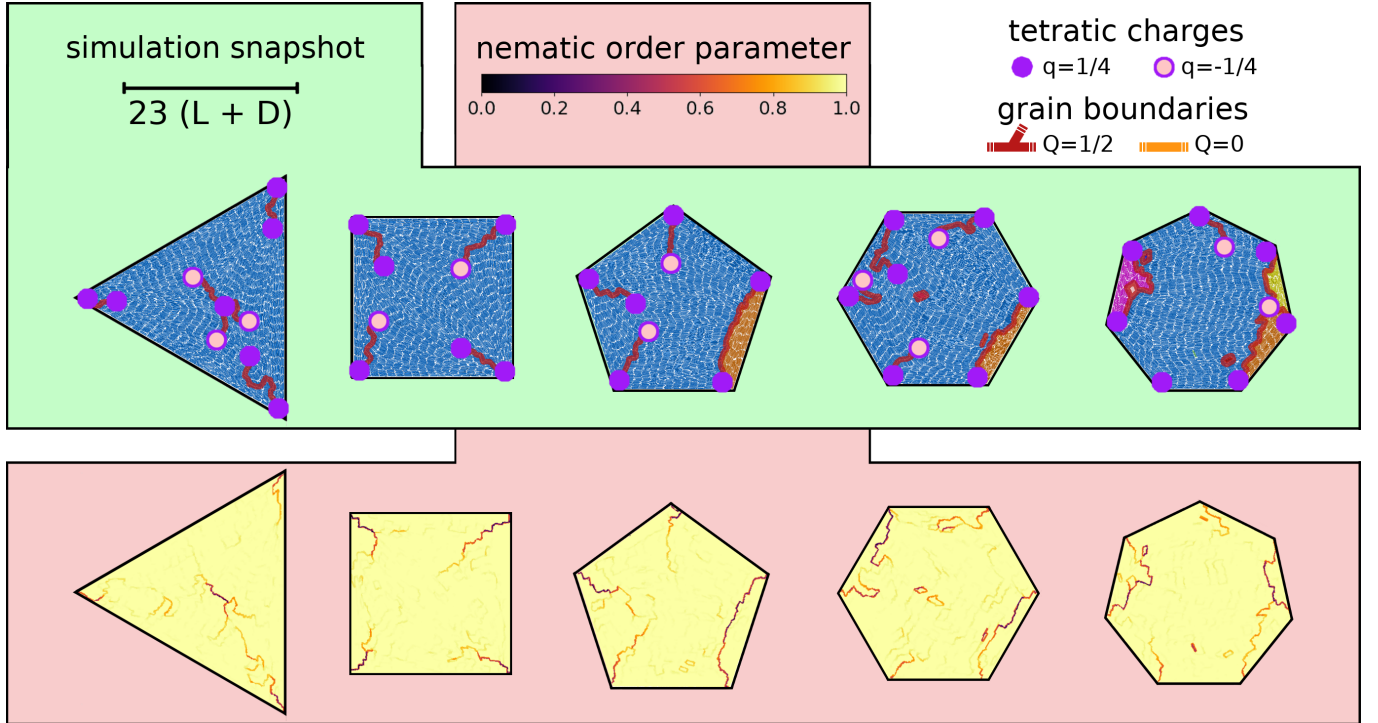 simulation snapshot
23 (L + D)
nematic order parameter
0.0 0.2 0.4 0.6 0.8 1.0
tetratic charges
q=1/4 q=-1/4
grain boundaries
Q=1/2 Q=0